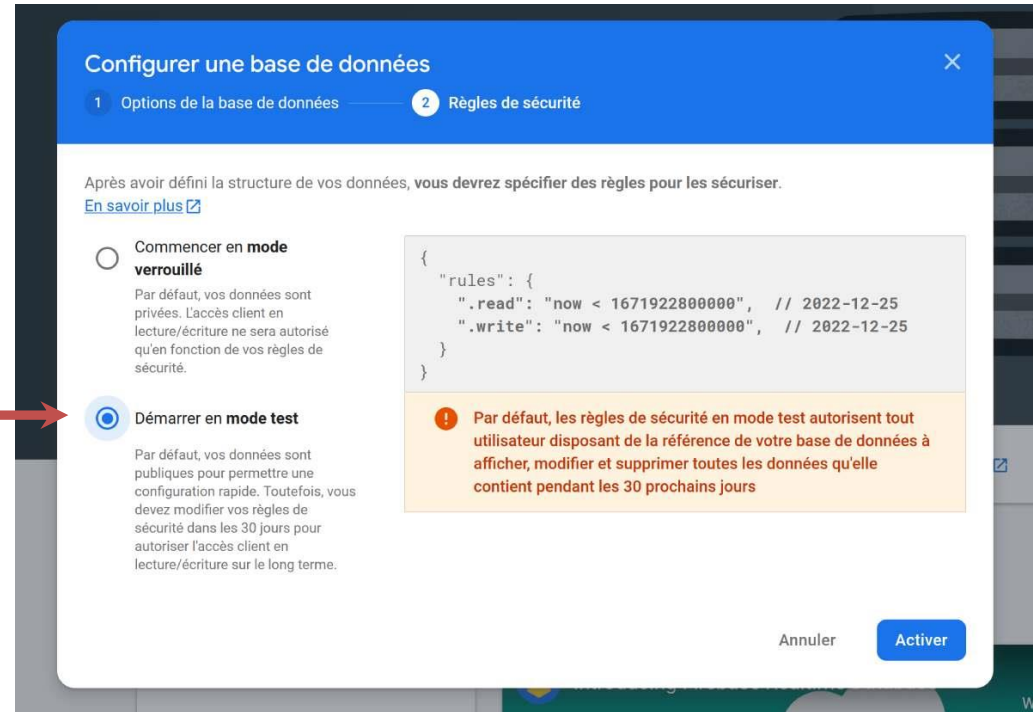 Configurer une base de données
1 Options de la base de données
2 Règles de sécurité
Après avoir défini la structure de vos données, vous devrez spécifier des règles pour les sécuriser.
En savoir plus
Commencer en mode
verrouillé
Par défaut, vos données sont
privées. L'accès client en
lecture/écriture ne sera autorisé
qu'en fonction de vos règles de
sécurité.
Démarrer en mode test
Par défaut, vos données sont
publiques pour permettre une
configuration rapide. Toutefois, vous
devez modifier vos règles de
sécurité dans les 30 jours pour
autoriser l'accès client en
lecture/écriture sur le long terme.
{
"rules": {
".read": "now < 1671922800000", // 2022-12-25
".write": "now < 1671922800000", // 2022-12-25
}
}
Par défaut, les règles de sécurité en mode test autorisent tout
utilisateur disposant de la référence de votre base de données à
afficher, modifier et supprimer toutes les données qu'elle
contient pendant les 30 prochains jours
Annuler
Activer